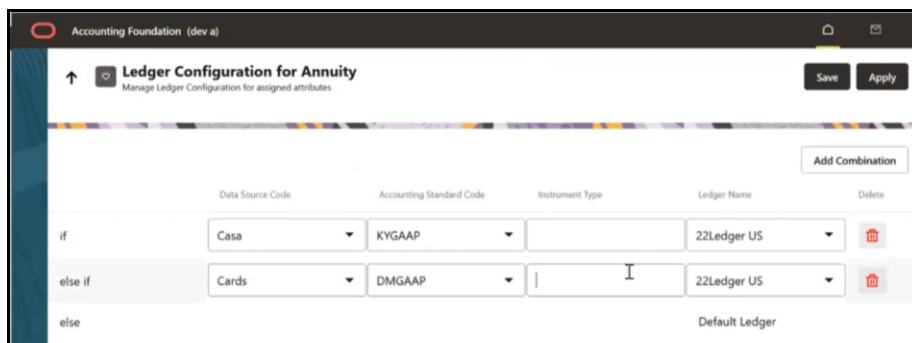 Accounting Foundation (dev a)
Ledger Configuration for Annuity
Manage Ledger Configuration for assigned attributes
Save Apply
Add Combination
Data Source Code Accounting Standard Code Instrument Type Ledger Name Delete
if Casa KYGAAP 22Ledger US
else if Cards DMGAAP 22Ledger US
else Default Ledger